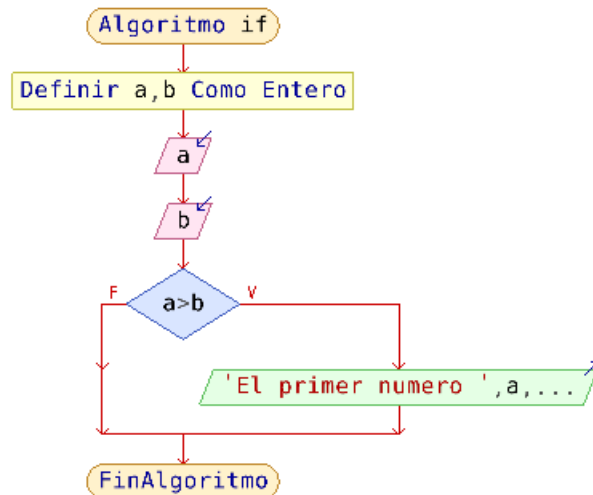 Algoritmo if
Definir a,b Como Entero
a
b
a>b
F
V
'El primer numero ',a,...
FinAlgoritmo